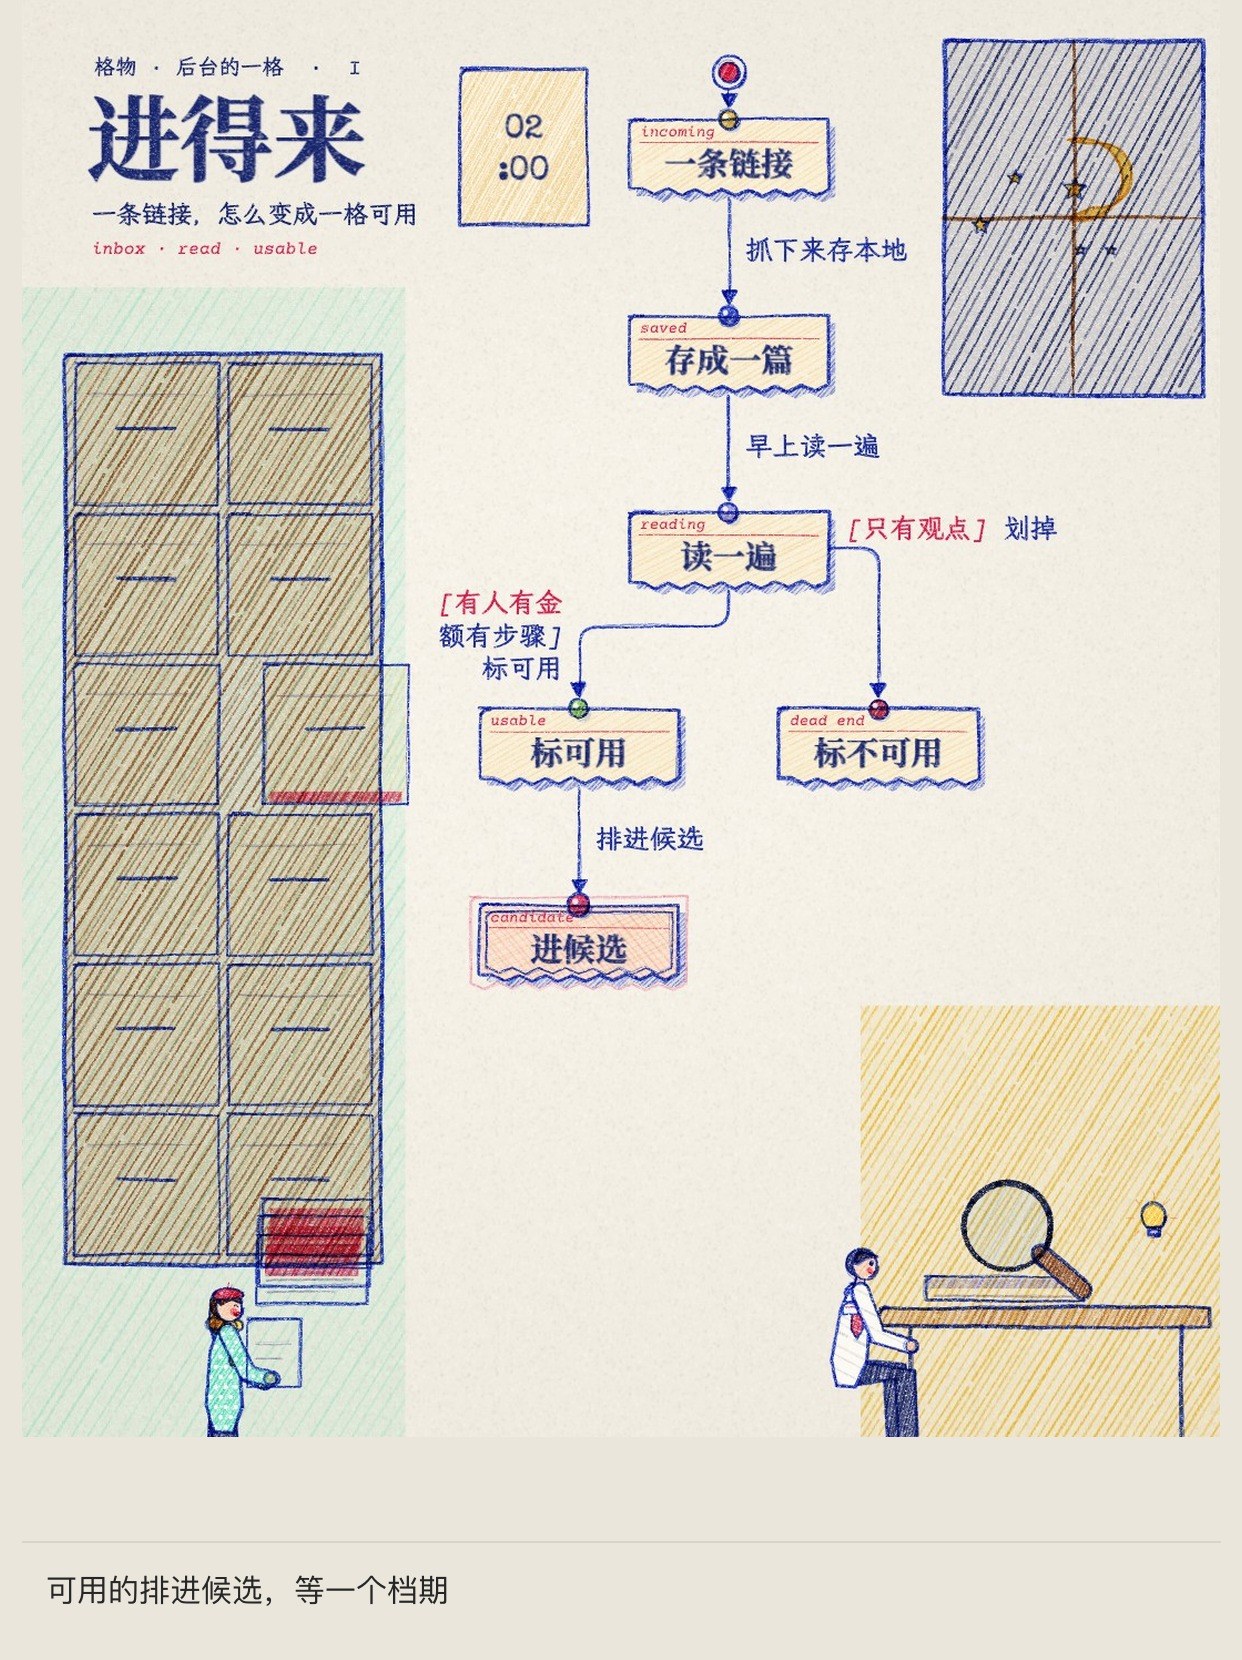 格物 · 后台的一格 · I
进得来
一条链接，怎么变成一格可用
inbox · read · usable
02
:00
incoming
一条链接
抓下来存本地
saved
存成一篇
早上读一遍
reading
读一遍
[只有观点] 划掉
[有人有金
额有步骤]
标可用
usable
标可用
dead end
标不可用
排进候选
candidate
进候选
可用的排进候选，等一个档期